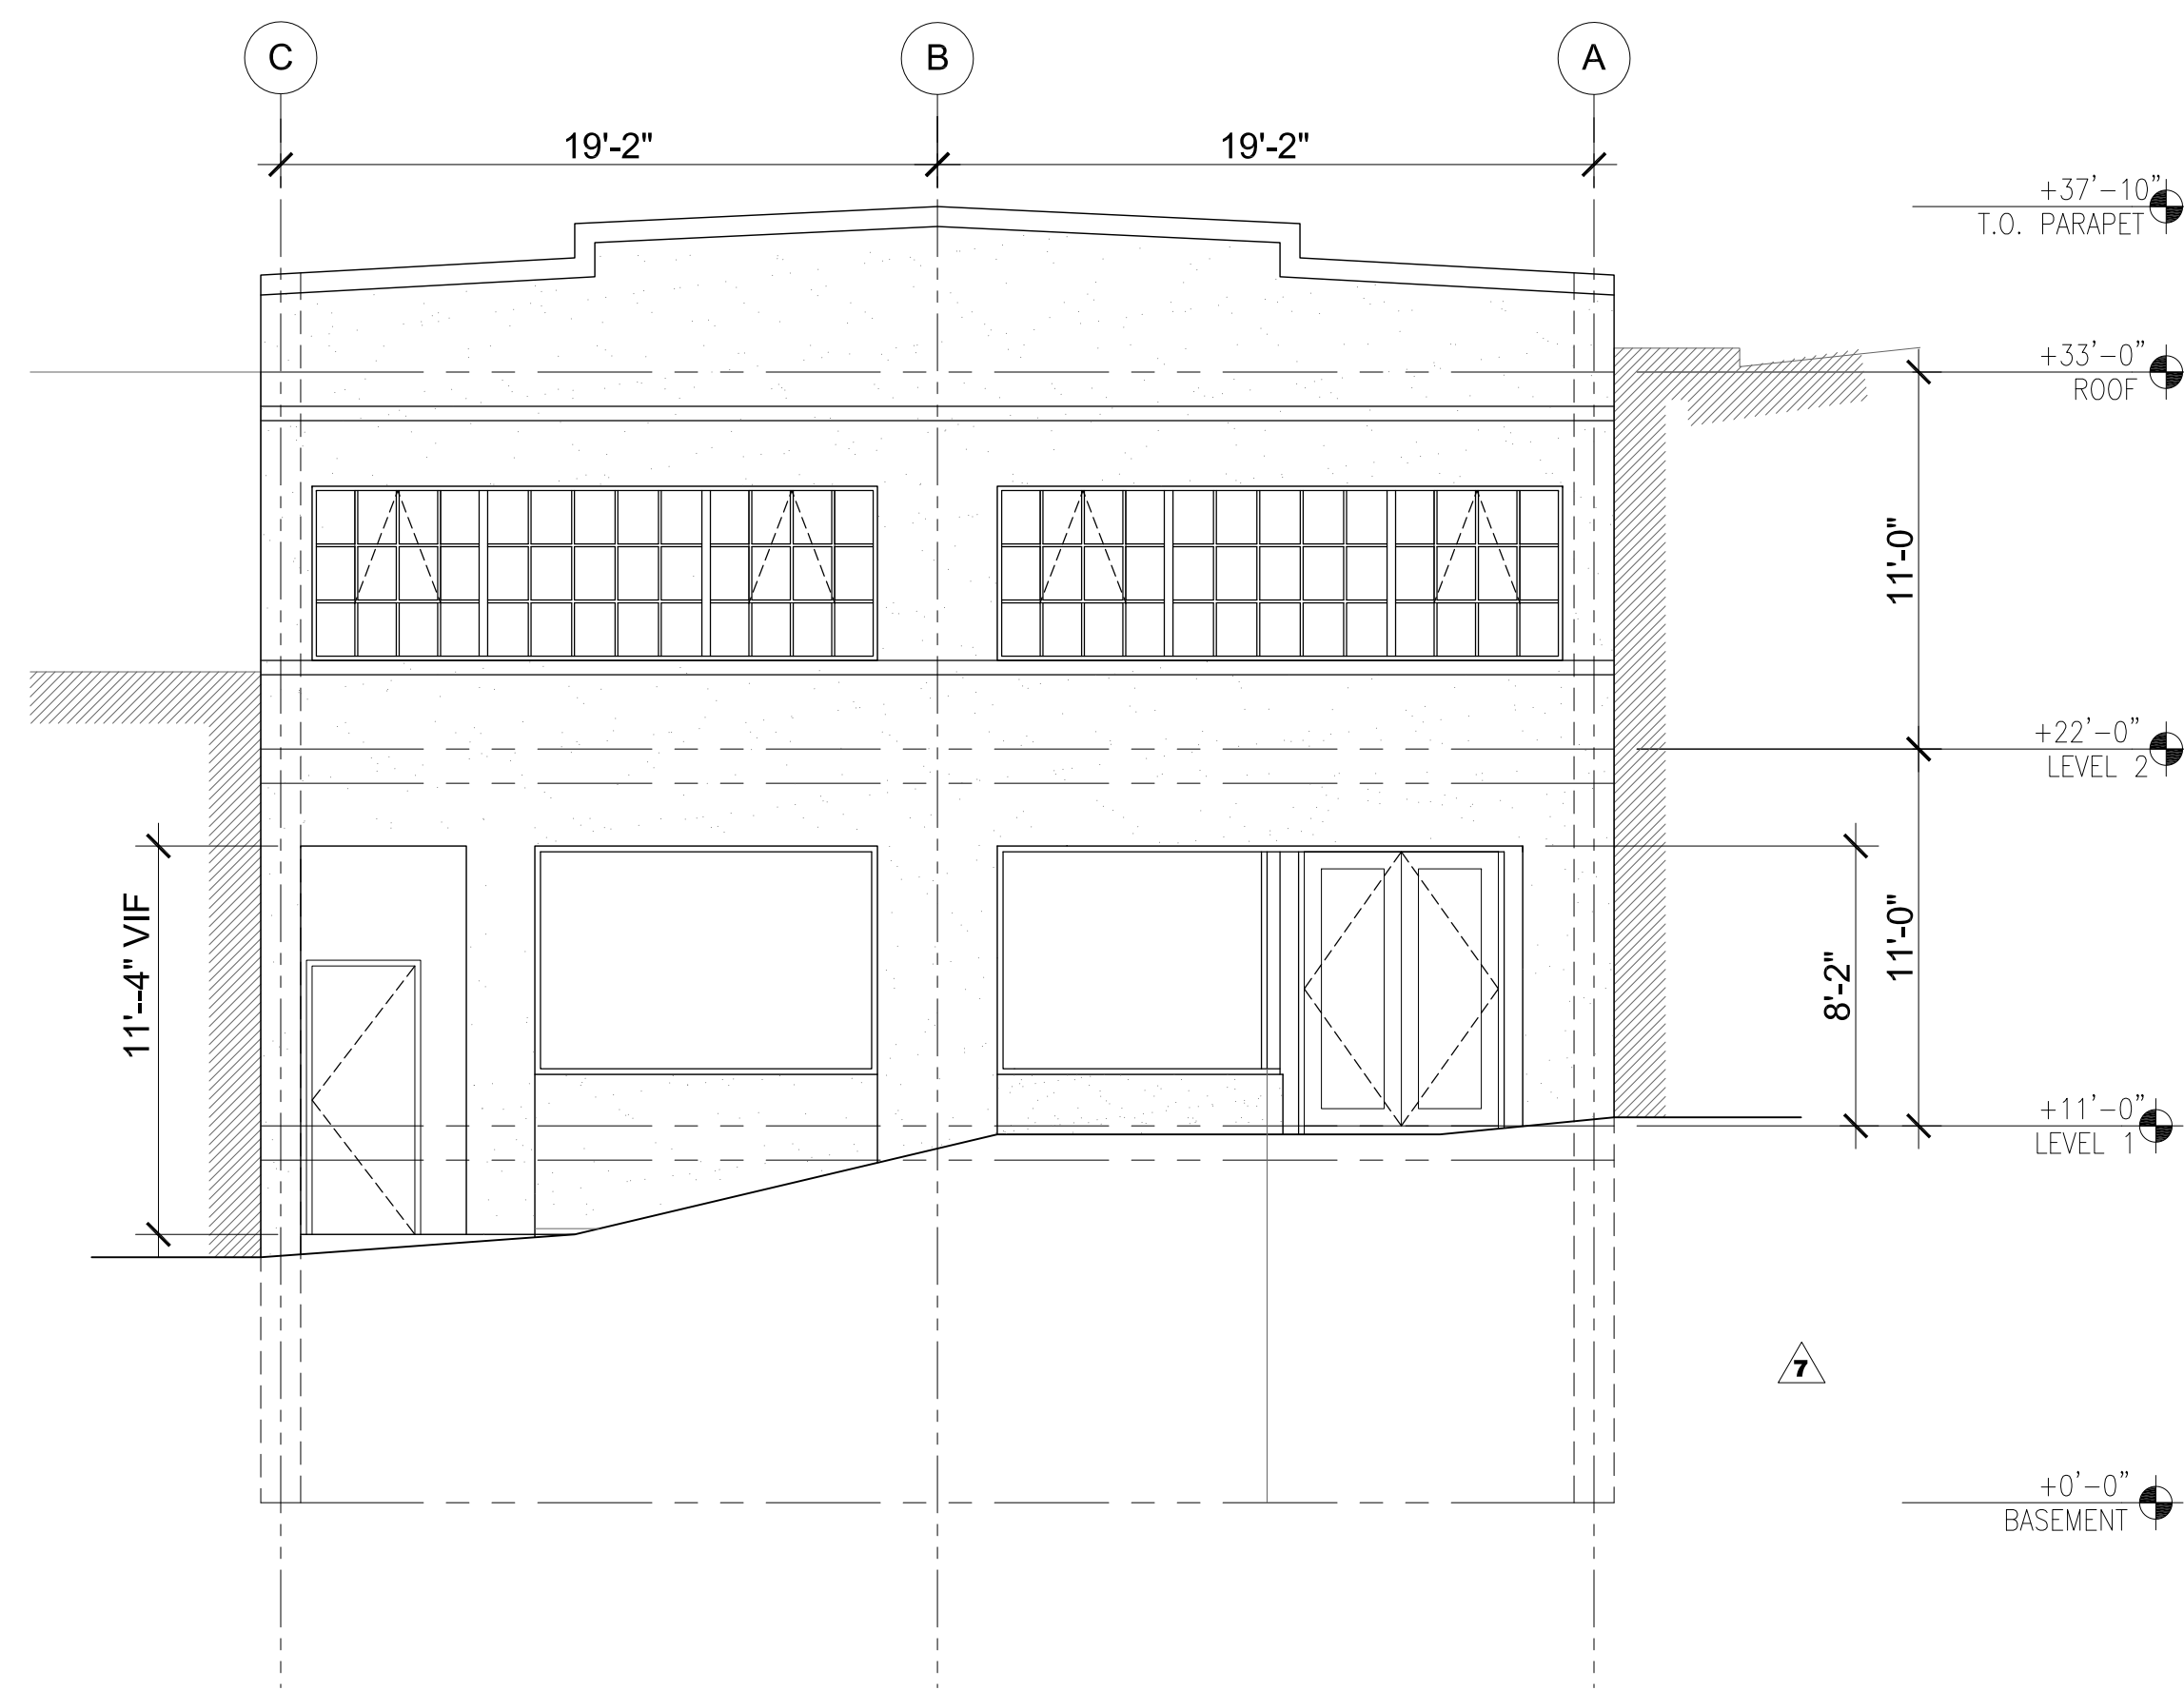 C
B
A
19'-2"
19'-2"
+37'-10"
T.O. PARAPET
+33'-0"
ROOF
11'-0"
+22'-0"
LEVEL 2
11'--4" VIF
8'-2"
11'-0"
+11'-0"
LEVEL 1
7
+0'-0"
BASEMENT